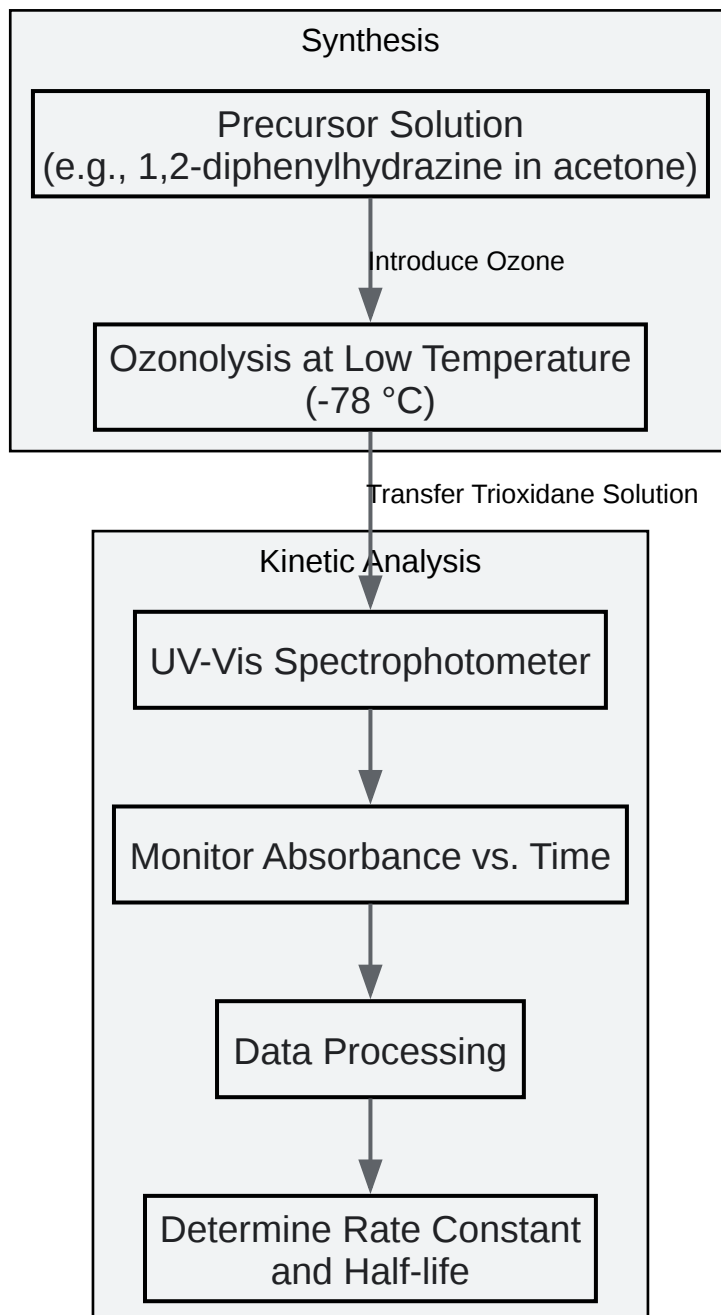 Synthesis
Precursor Solution
(e.g., 1,2-diphenylhydrazine in acetone)
Introduce Ozone
Ozonolysis at Low Temperature
(-78 °C)
Transfer Trioxidane Solution
Kinetic Analysis
UV-Vis Spectrophotometer
Monitor Absorbance vs. Time
Data Processing
Determine Rate Constant
and Half-life